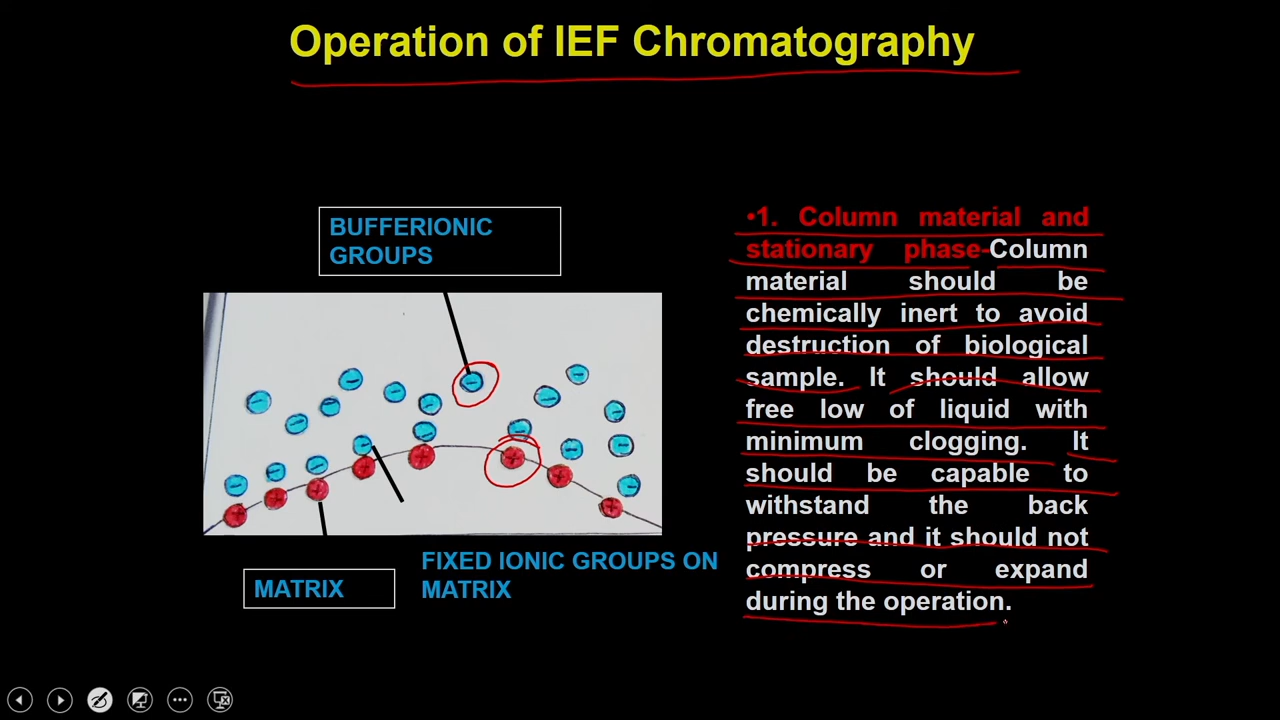 Operation of IEF Chromatography
BUFFERIONIC
GROUPS
MATRIX
FIXED IONIC GROUPS ON
MATRIX
•1. Column material and
stationary phase-Column
material should be
chemically inert to avoid
destruction of biological
sample. It should allow
free low of liquid with
minimum clogging. It
should be capable to
withstand the back
pressure and it should not
compress or expand
during the operation.